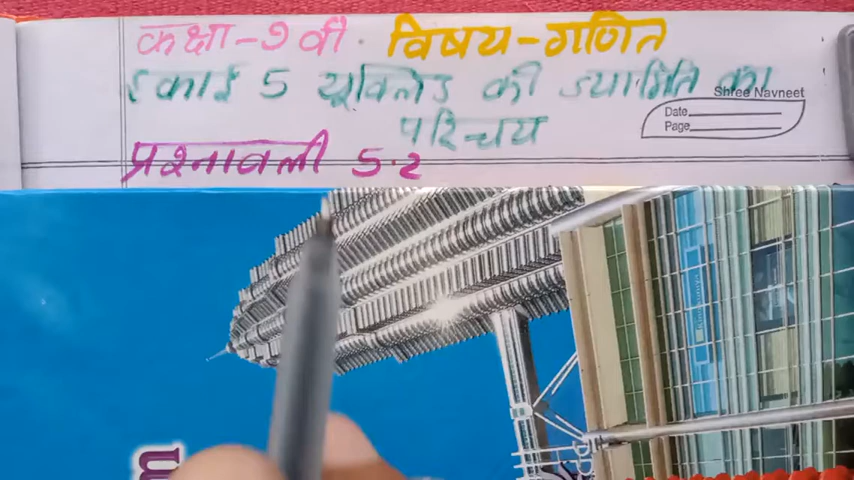 कक्षा-9 वी विषय-गणित
इकाई 5 यूक्लिड की ज्यामिति का
Shree Navneet
परिचय
Date
Page
प्रश्नावली 5.2
m